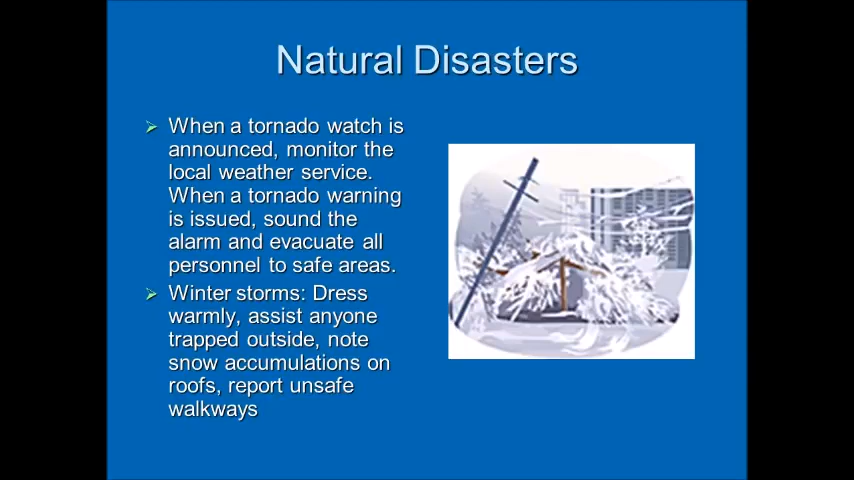 Natural Disasters
When a tornado watch is
announced, monitor the
local weather service.
When a tornado warning
is issued, sound the
alarm and evacuate all
personnel to safe areas.
Winter storms: Dress
warmly, assist anyone
trapped outside, note
snow accumulations on
roofs, report unsafe
walkways